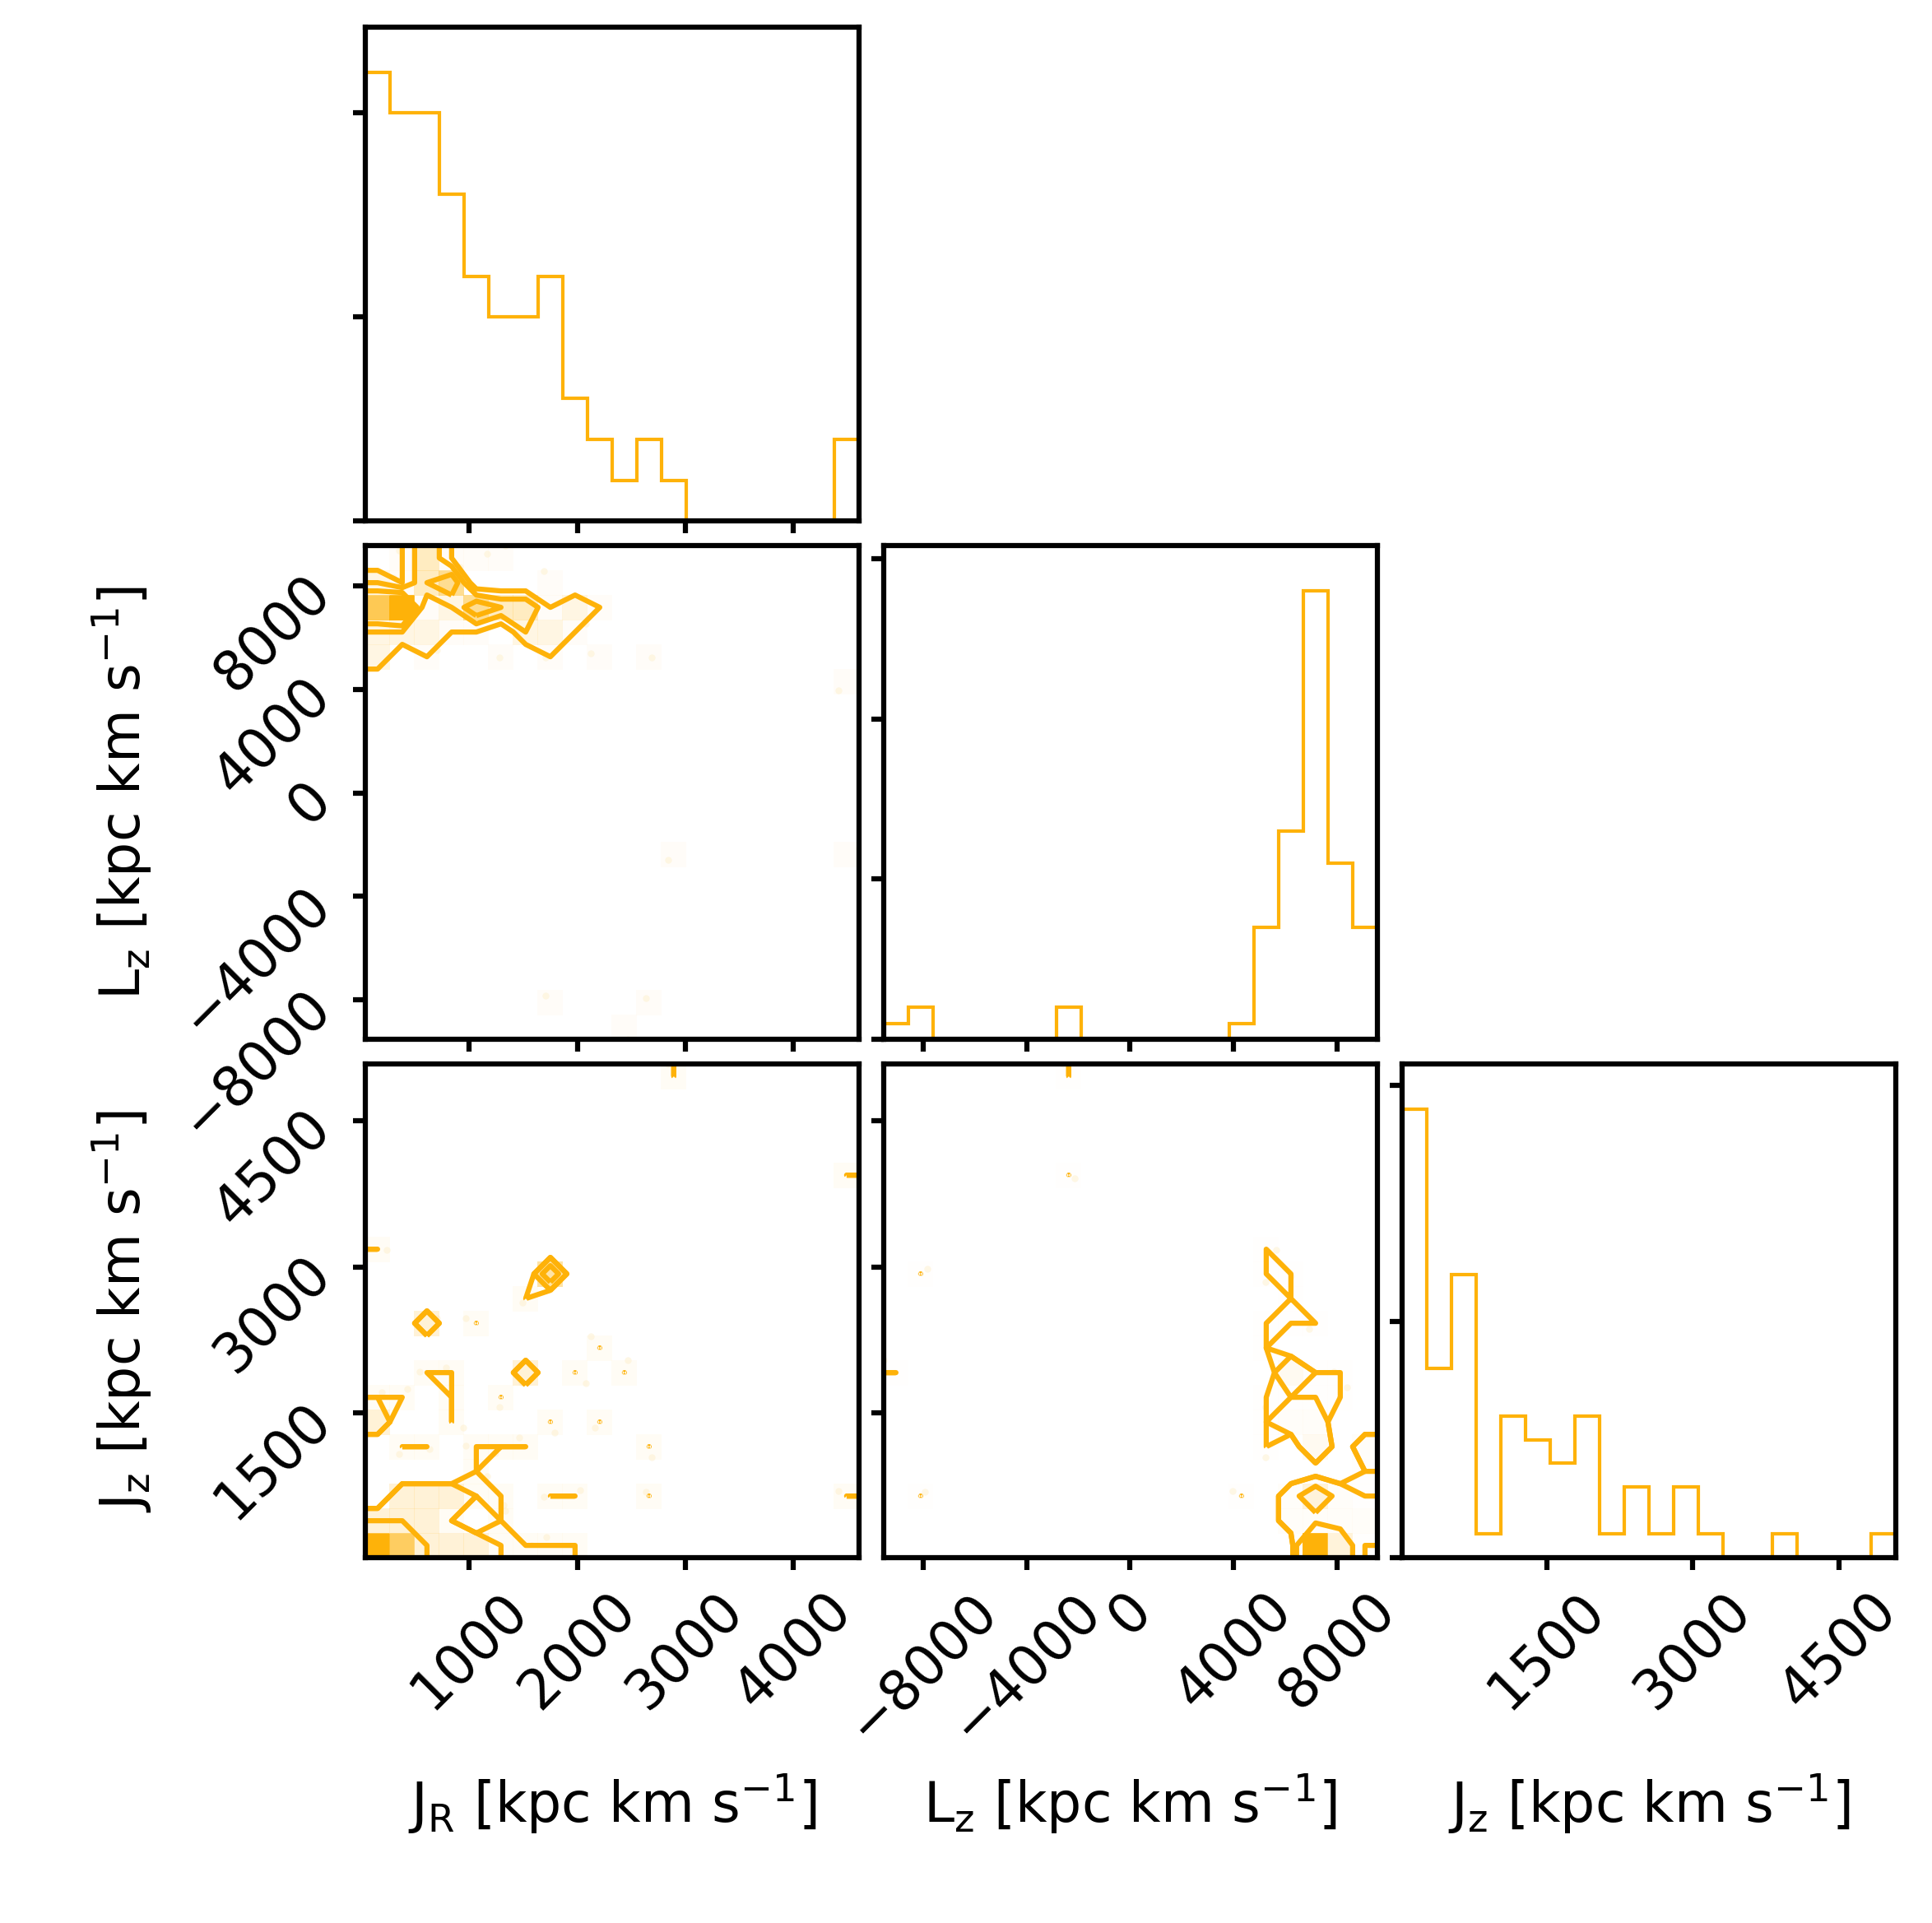 8000
4000
0
−4000
−8000
L_z [kpc km s⁻¹]
4500
3000
1500
J_z [kpc km s⁻¹]
1000 2000 3000 4000
−8000 −4000 0 4000 8000
1500 3000 4500
J_R [kpc km s⁻¹]
L_z [kpc km s⁻¹]
J_z [kpc km s⁻¹]